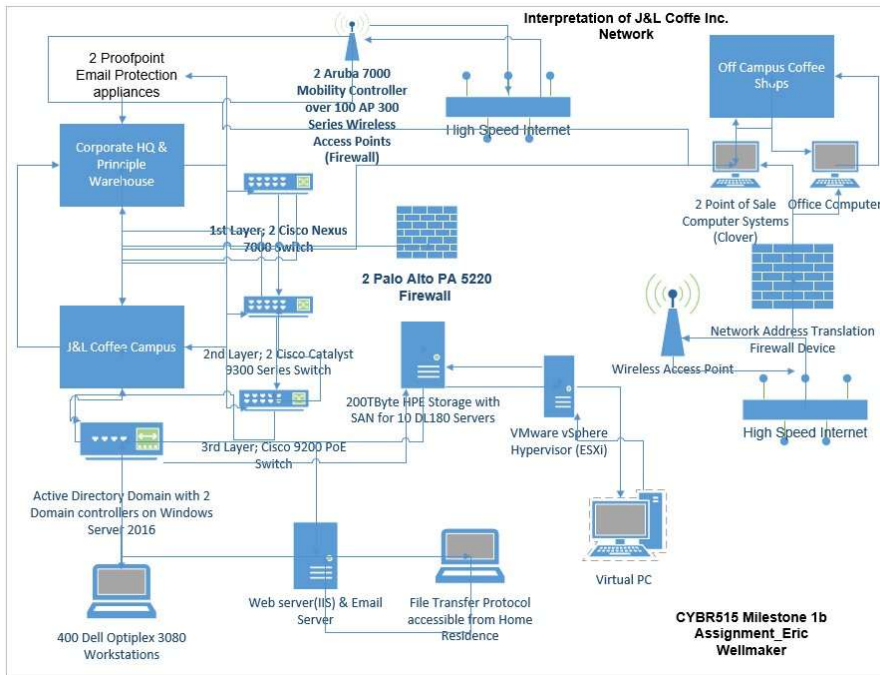 Interpretation of J&L Coffe Inc.
Network
2 Proofpoint
Email Protection
appliances
2 Aruba 7000
Mobility Controller
over 100 AP 300
Series Wireless
Access Points
(Firewall)
High Speed Internet
Off Campus Coffee
Shops
Corporate HQ &
Principle
Warehouse
2 Point of Sale
Computer Systems
(Clover)
Office Computer
1st Layer; 2 Cisco Nexus
7000 Switch
2 Palo Alto PA 5220
Firewall
Network Address Translation
Firewall Device
J&L Coffee Campus
2nd Layer; 2 Cisco Catalyst
9300 Series Switch
Wireless Access Point
200TByte HPE Storage with
SAN for 10 DL180 Servers
VMware vSphere
Hypervisor (ESXi)
High Speed Internet
3rd Layer; Cisco 9200 PoE
Switch
Active Directory Domain with 2
Domain controllers on Windows
Server 2016
Virtual PC
Web server(IIS) & Email
Server
File Transfer Protocol
accessible from Home
Residence
400 Dell Optiplex 3080
Workstations
CYBR515 Milestone 1b
Assignment_Eric
Wellmaker